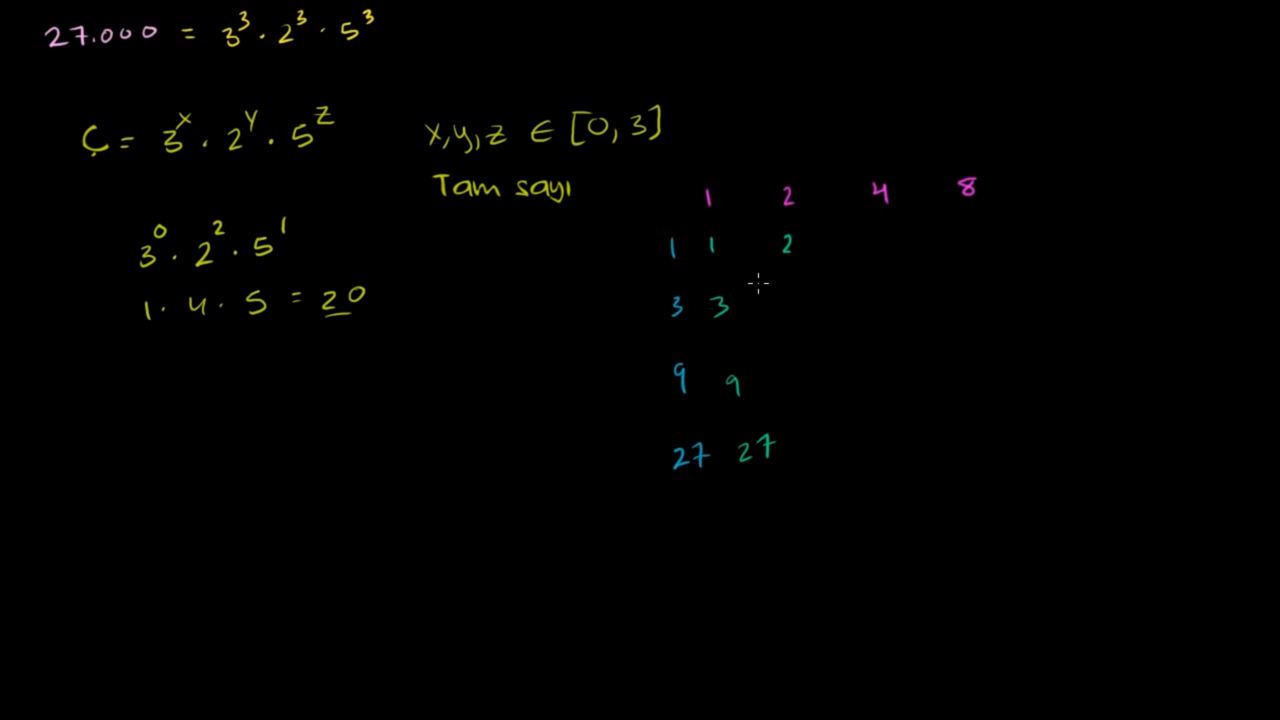 27.000 = 3³ · 2³ · 5³
Ç = 3ˣ · 2ʸ · 5ᶻ
x, y, z ∈ [0, 3]
Tam sayı
3⁰ · 2² · 5¹
1 · 4 · 5 = 20
1 2 4 8
1 1 2
3 3
9 9
27 27